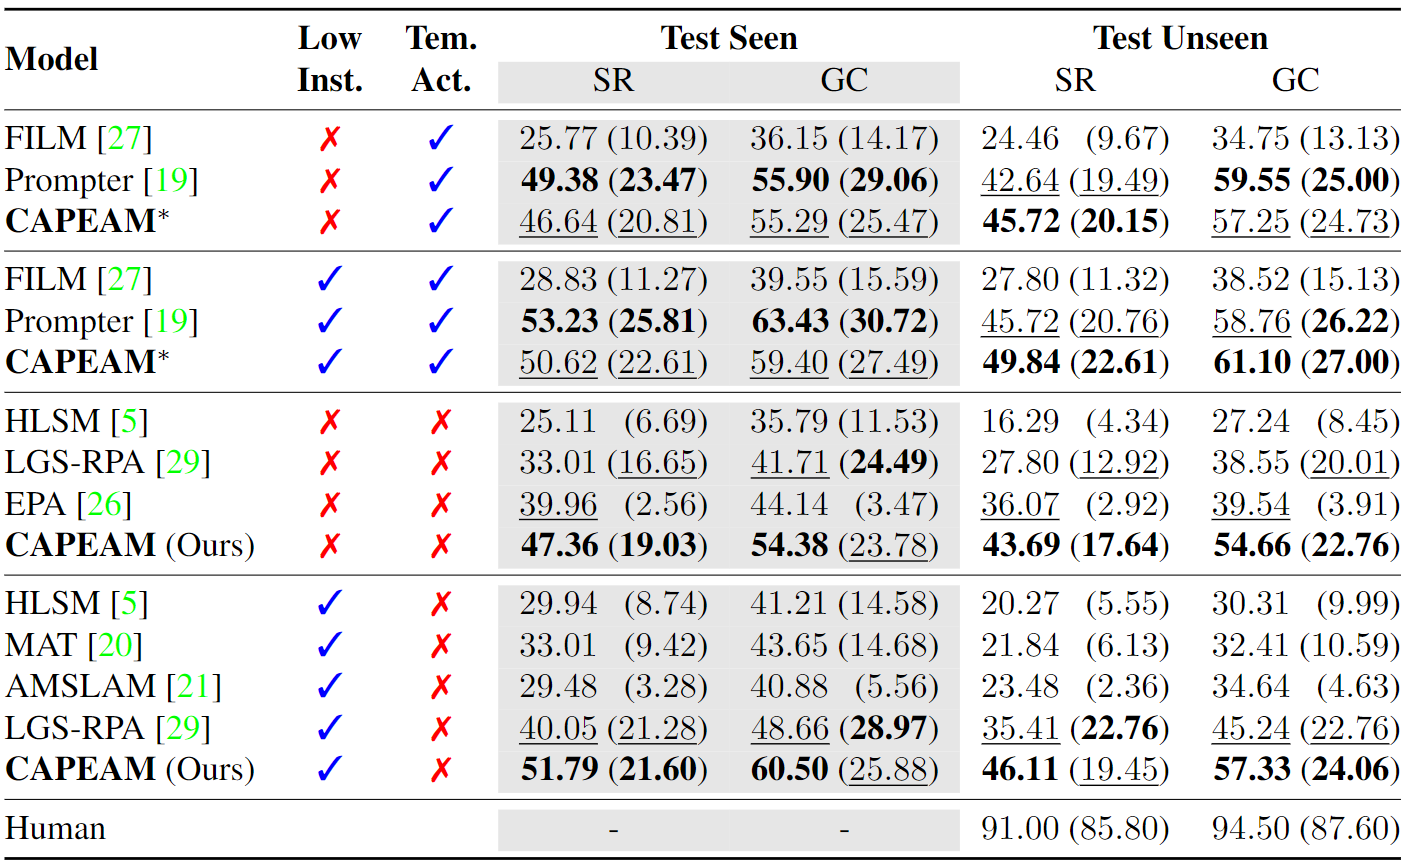 Model Low Inst. Tem. Act. Test Seen Test Unseen
SR GC SR GC
FILM [27] ✗ ✓ 25.77 (10.39) 36.15 (14.17) 24.46 (9.67) 34.75 (13.13)
Prompter [19] ✗ ✓ 49.38 (23.47) 55.90 (29.06) 42.64 (19.49) 59.55 (25.00)
CAPEAM* ✗ ✓ 46.64 (20.81) 55.29 (25.47) 45.72 (20.15) 57.25 (24.73)
FILM [27] ✓ ✓ 28.83 (11.27) 39.55 (15.59) 27.80 (11.32) 38.52 (15.13)
Prompter [19] ✓ ✓ 53.23 (25.81) 63.43 (30.72) 45.72 (20.76) 58.76 (26.22)
CAPEAM* ✓ ✓ 50.62 (22.61) 59.40 (27.49) 49.84 (22.61) 61.10 (27.00)
HLSM [5] ✗ ✗ 25.11 (6.69) 35.79 (11.53) 16.29 (4.34) 27.24 (8.45)
LGS-RPA [29] ✗ ✗ 33.01 (16.65) 41.71 (24.49) 27.80 (12.92) 38.55 (20.01)
EPA [26] ✗ ✗ 39.96 (2.56) 44.14 (3.47) 36.07 (2.92) 39.54 (3.91)
CAPEAM (Ours) ✗ ✗ 47.36 (19.03) 54.38 (23.78) 43.69 (17.64) 54.66 (22.76)
HLSM [5] ✓ ✗ 29.94 (8.74) 41.21 (14.58) 20.27 (5.55) 30.31 (9.99)
MAT [20] ✓ ✗ 33.01 (9.42) 43.65 (14.68) 21.84 (6.13) 32.41 (10.59)
AMSLAM [21] ✓ ✗ 29.48 (3.28) 40.88 (5.56) 23.48 (2.36) 34.64 (4.63)
LGS-RPA [29] ✓ ✗ 40.05 (21.28) 48.66 (28.97) 35.41 (22.76) 45.24 (22.76)
CAPEAM (Ours) ✓ ✗ 51.79 (21.60) 60.50 (25.88) 46.11 (19.45) 57.33 (24.06)
Human - - 91.00 (85.80) 94.50 (87.60)